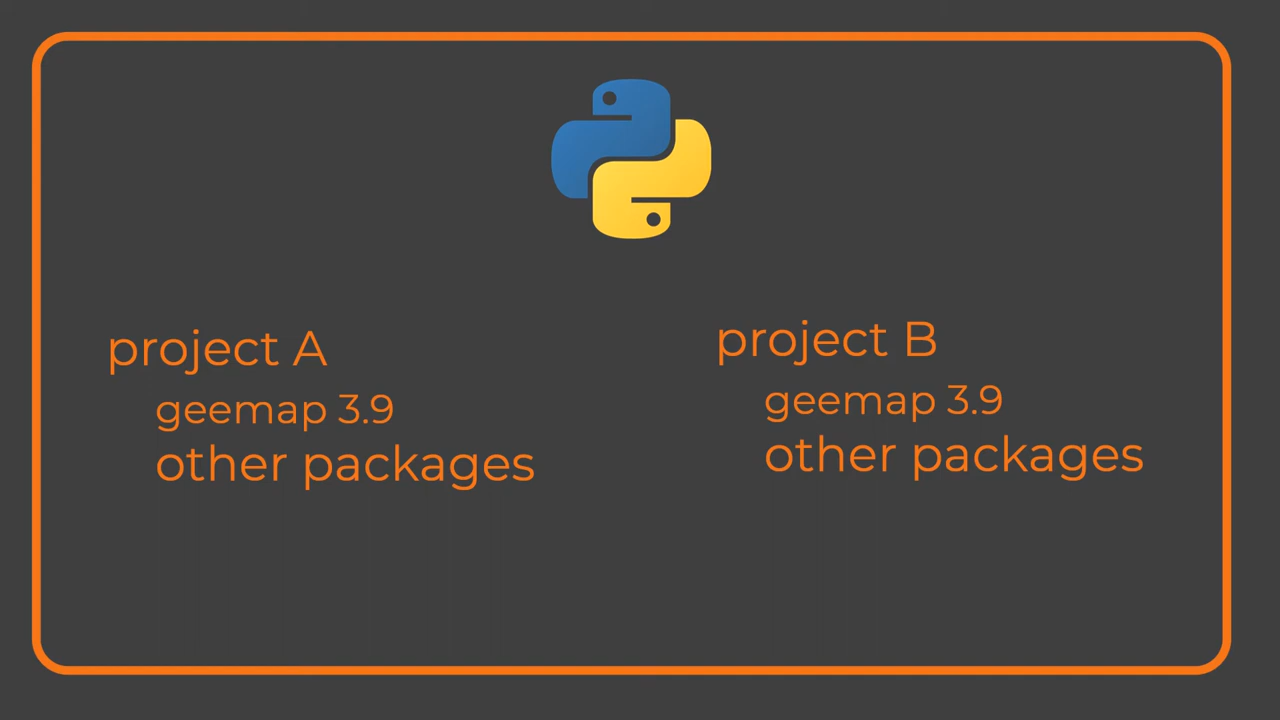 project A
geemap 3.9
other packages
project B
geemap 3.9
other packages